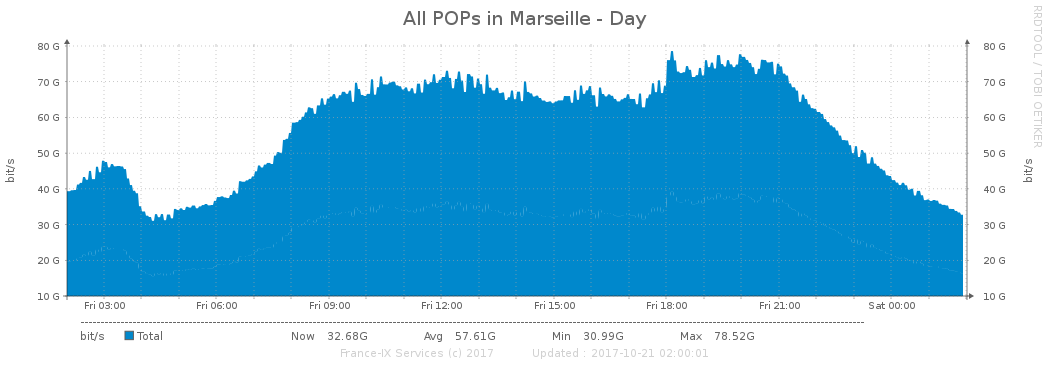 All POPs in Marseille - Day
RRDTOOL / TOBI OETIKER
80 G 80 G
70 G 70 G
60 G 60 G
50 G 50 G
40 G 40 G
30 G 30 G
20 G 20 G
10 G 10 G
bit/s
bit/s
Fri 03:00 Fri 06:00 Fri 09:00 Fri 12:00 Fri 15:00 Fri 18:00 Fri 21:00 Sat 00:00
bit/s Total Now 32.68G Avg 57.61G Min 30.99G Max 78.52G
France-IX Services (c) 2017 Updated : 2017-10-21 02:00:01